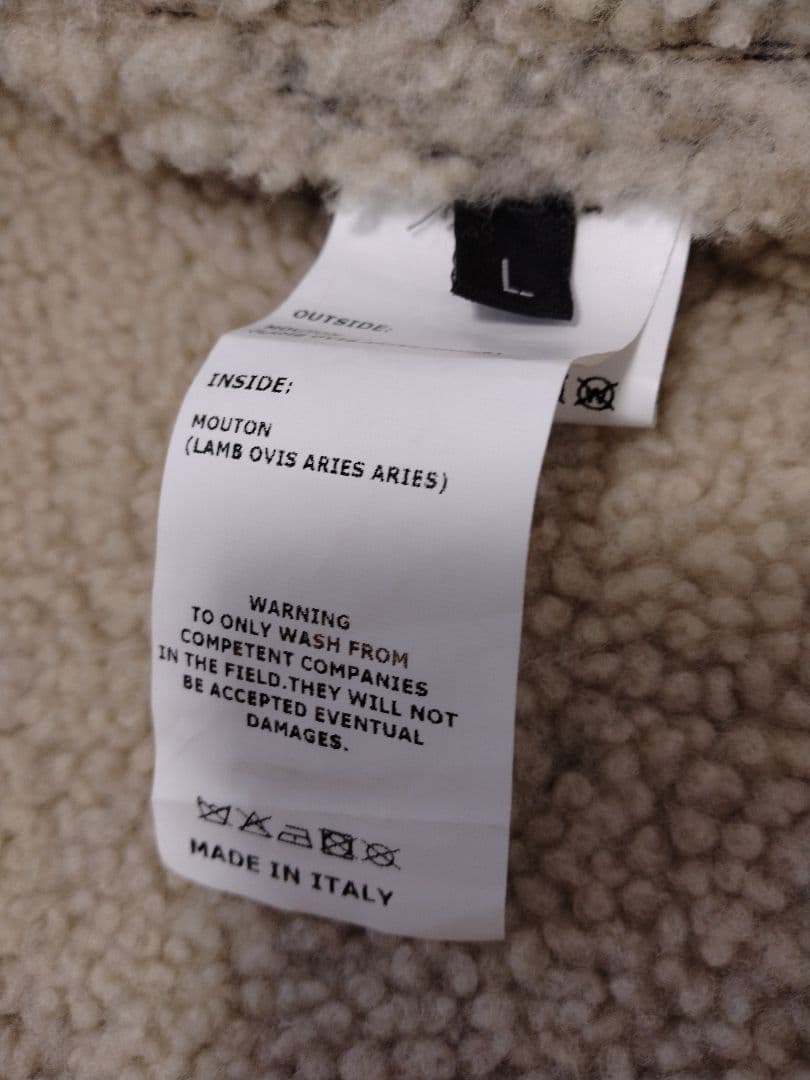 L
OUTSIDE:
INSIDE:
MOUTON
(LAMB OVIS ARIES ARIES)
WARNING
TO ONLY WASH FROM
COMPETENT COMPANIES
IN THE FIELD.THEY WILL NOT
BE ACCEPTED EVENTUAL
DAMAGES.
MADE IN ITALY